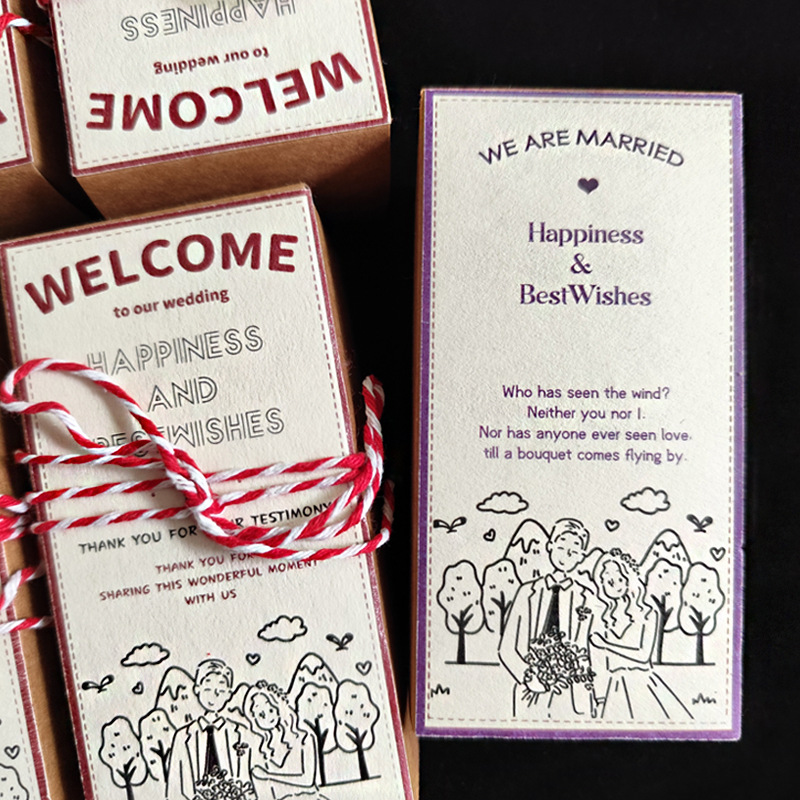 HAPPINESS
to our wedding
WELCOME
WELCOME
to our wedding
HAPPINESS
AND
WISHES
THANK YOU FOR TESTIMONY
THANK YOU FOR
SHARING THIS WONDERFUL MOMENT
WITH US
WE ARE MARRIED
Happiness
&
BestWishes
Who has seen the wind?
Neither you nor I.
Nor has anyone ever seen love,
till a bouquet comes flying by.